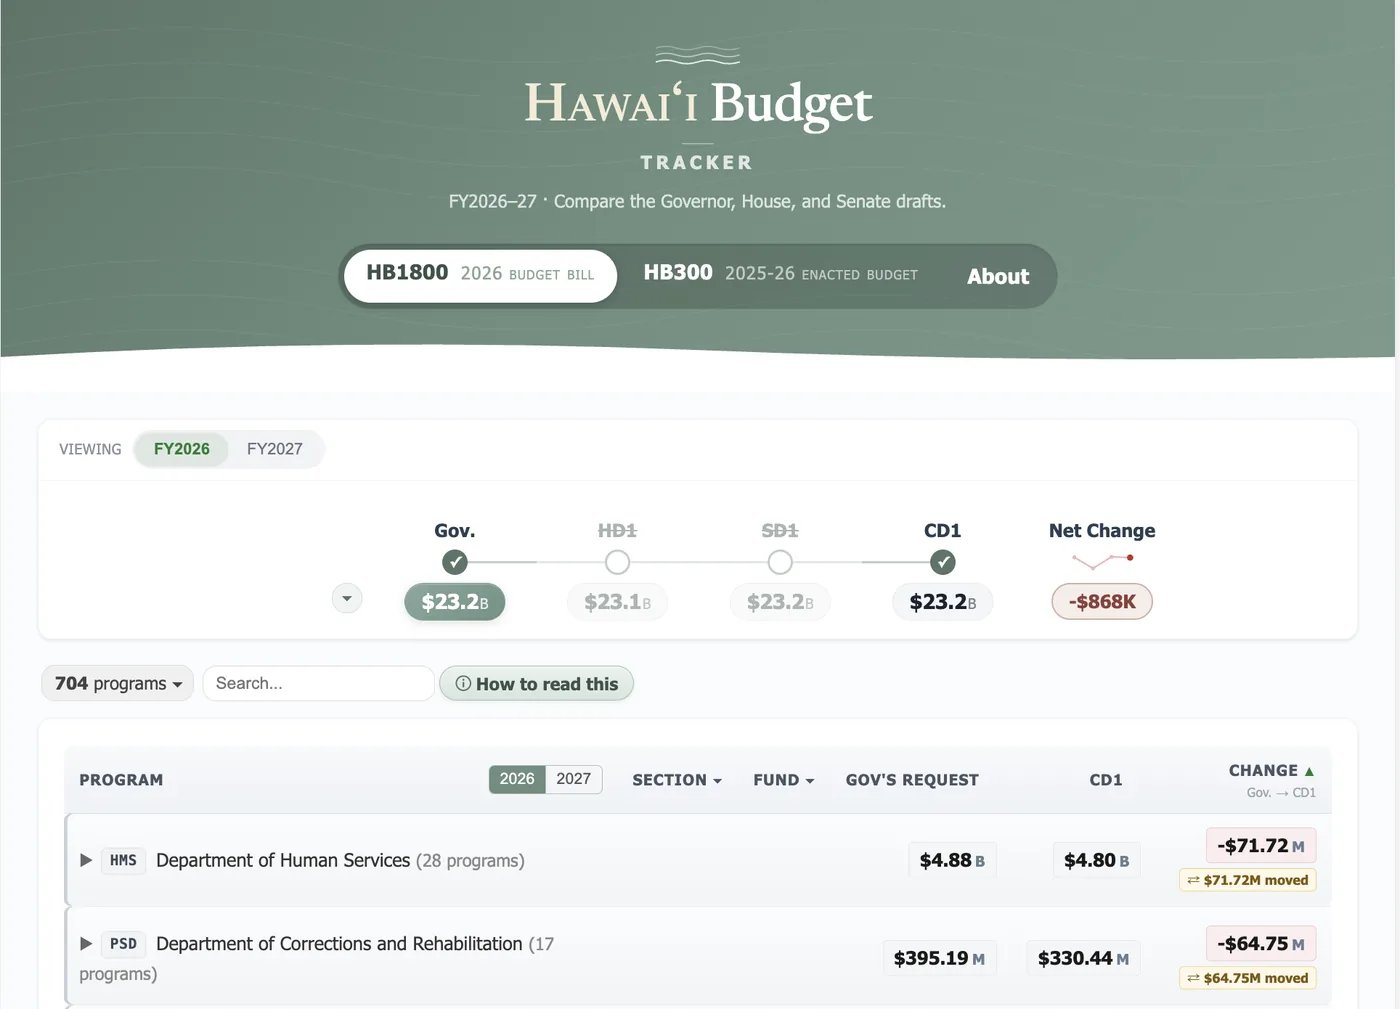 Hawaiʻi Budget
TRACKER
FY2026–27 · Compare the Governor, House, and Senate drafts.
HB1800 2026 BUDGET BILL HB300 2025-26 ENACTED BUDGET About
VIEWING FY2026 FY2027
Gov. HD1 SD1 CD1 Net Change
$23.2B $23.1B $23.2B $23.2B -$868K
704 programs Search... How to read this
PROGRAM 2026 2027 SECTION FUND GOV'S REQUEST CD1 CHANGE ▲
Gov. → CD1
▶ HMS Department of Human Services (28 programs) $4.88 B $4.80 B -$71.72 M
⇄ $71.72M moved
▶ PSD Department of Corrections and Rehabilitation (17
programs) $395.19 M $330.44 M -$64.75 M
⇄ $64.75M moved